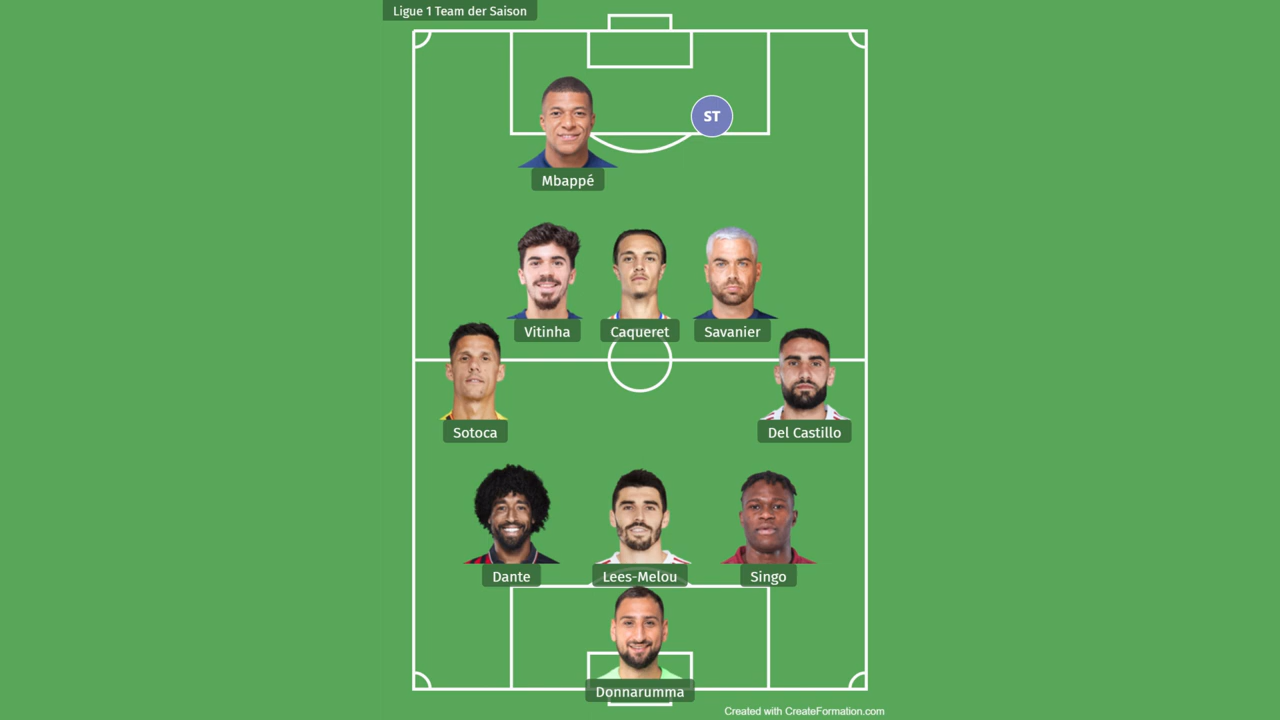 Ligue 1 Team der Saison
ST
Mbappé
Vitinha
Caqueret
Savanier
Sotoca
Del Castillo
Dante
Lees-Melou
Singo
Donnarumma
Created with CreateFormation.com